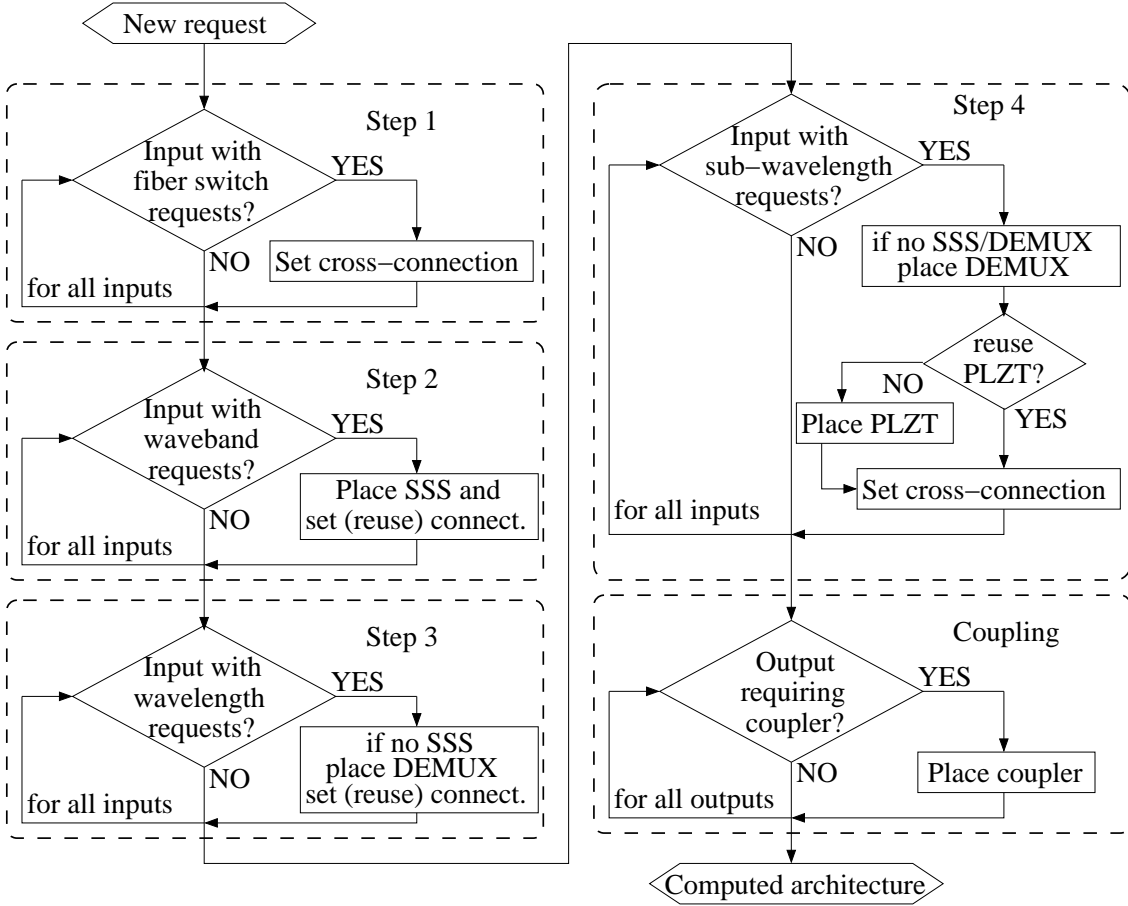 New request
Step 1
Input with
fiber switch
requests?
YES
NO
Set cross−connection
for all inputs
Step 2
Input with
waveband
requests?
YES
NO
Place SSS and
set (reuse) connect.
for all inputs
Step 3
Input with
wavelength
requests?
YES
NO
if no SSS
place DEMUX
set (reuse) connect.
for all inputs
Step 4
Input with
sub−wavelength
requests?
YES
NO
if no SSS/DEMUX
place DEMUX
reuse
PLZT?
NO
YES
Place PLZT
Set cross−connection
for all inputs
Coupling
Output
requiring
coupler?
YES
NO
Place coupler
for all outputs
Computed architecture